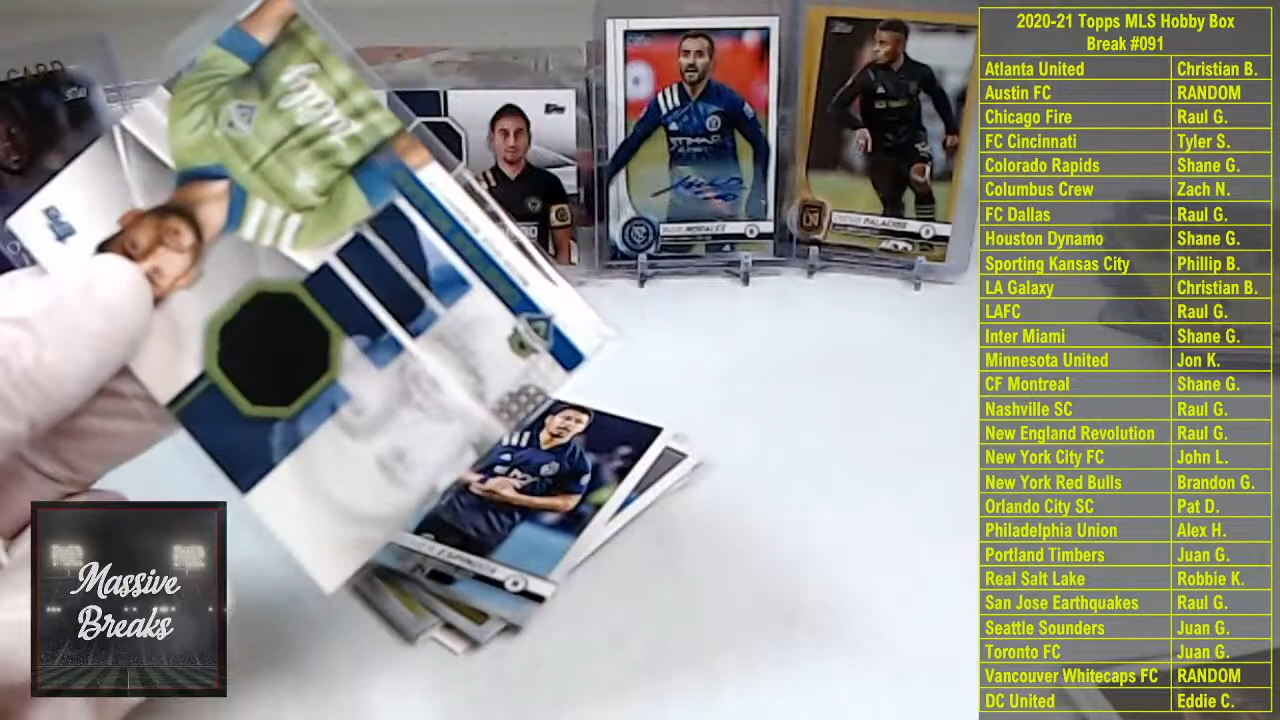 2020-21 Topps MLS Hobby Box
Break #091
Atlanta United Christian B.
Austin FC RANDOM
Chicago Fire Raul G.
FC Cincinnati Tyler S.
Colorado Rapids Shane G.
Columbus Crew Zach N.
FC Dallas Raul G.
Houston Dynamo Shane G.
Sporting Kansas City Phillip B.
LA Galaxy Christian B.
LAFC Raul G.
Inter Miami Shane G.
Minnesota United Jon K.
CF Montreal Shane G.
Nashville SC Raul G.
New England Revolution Raul G.
New York City FC John L.
New York Red Bulls Brandon G.
Orlando City SC Pat D.
Philadelphia Union Alex H.
Portland Timbers Juan G.
Real Salt Lake Robbie K.
San Jose Earthquakes Raul G.
Seattle Sounders Juan G.
Toronto FC Juan G.
Vancouver Whitecaps FC RANDOM
DC United Eddie C.
Massive
Breaks
CARD
MORALEZ
PALACIOS
ESPINOZA